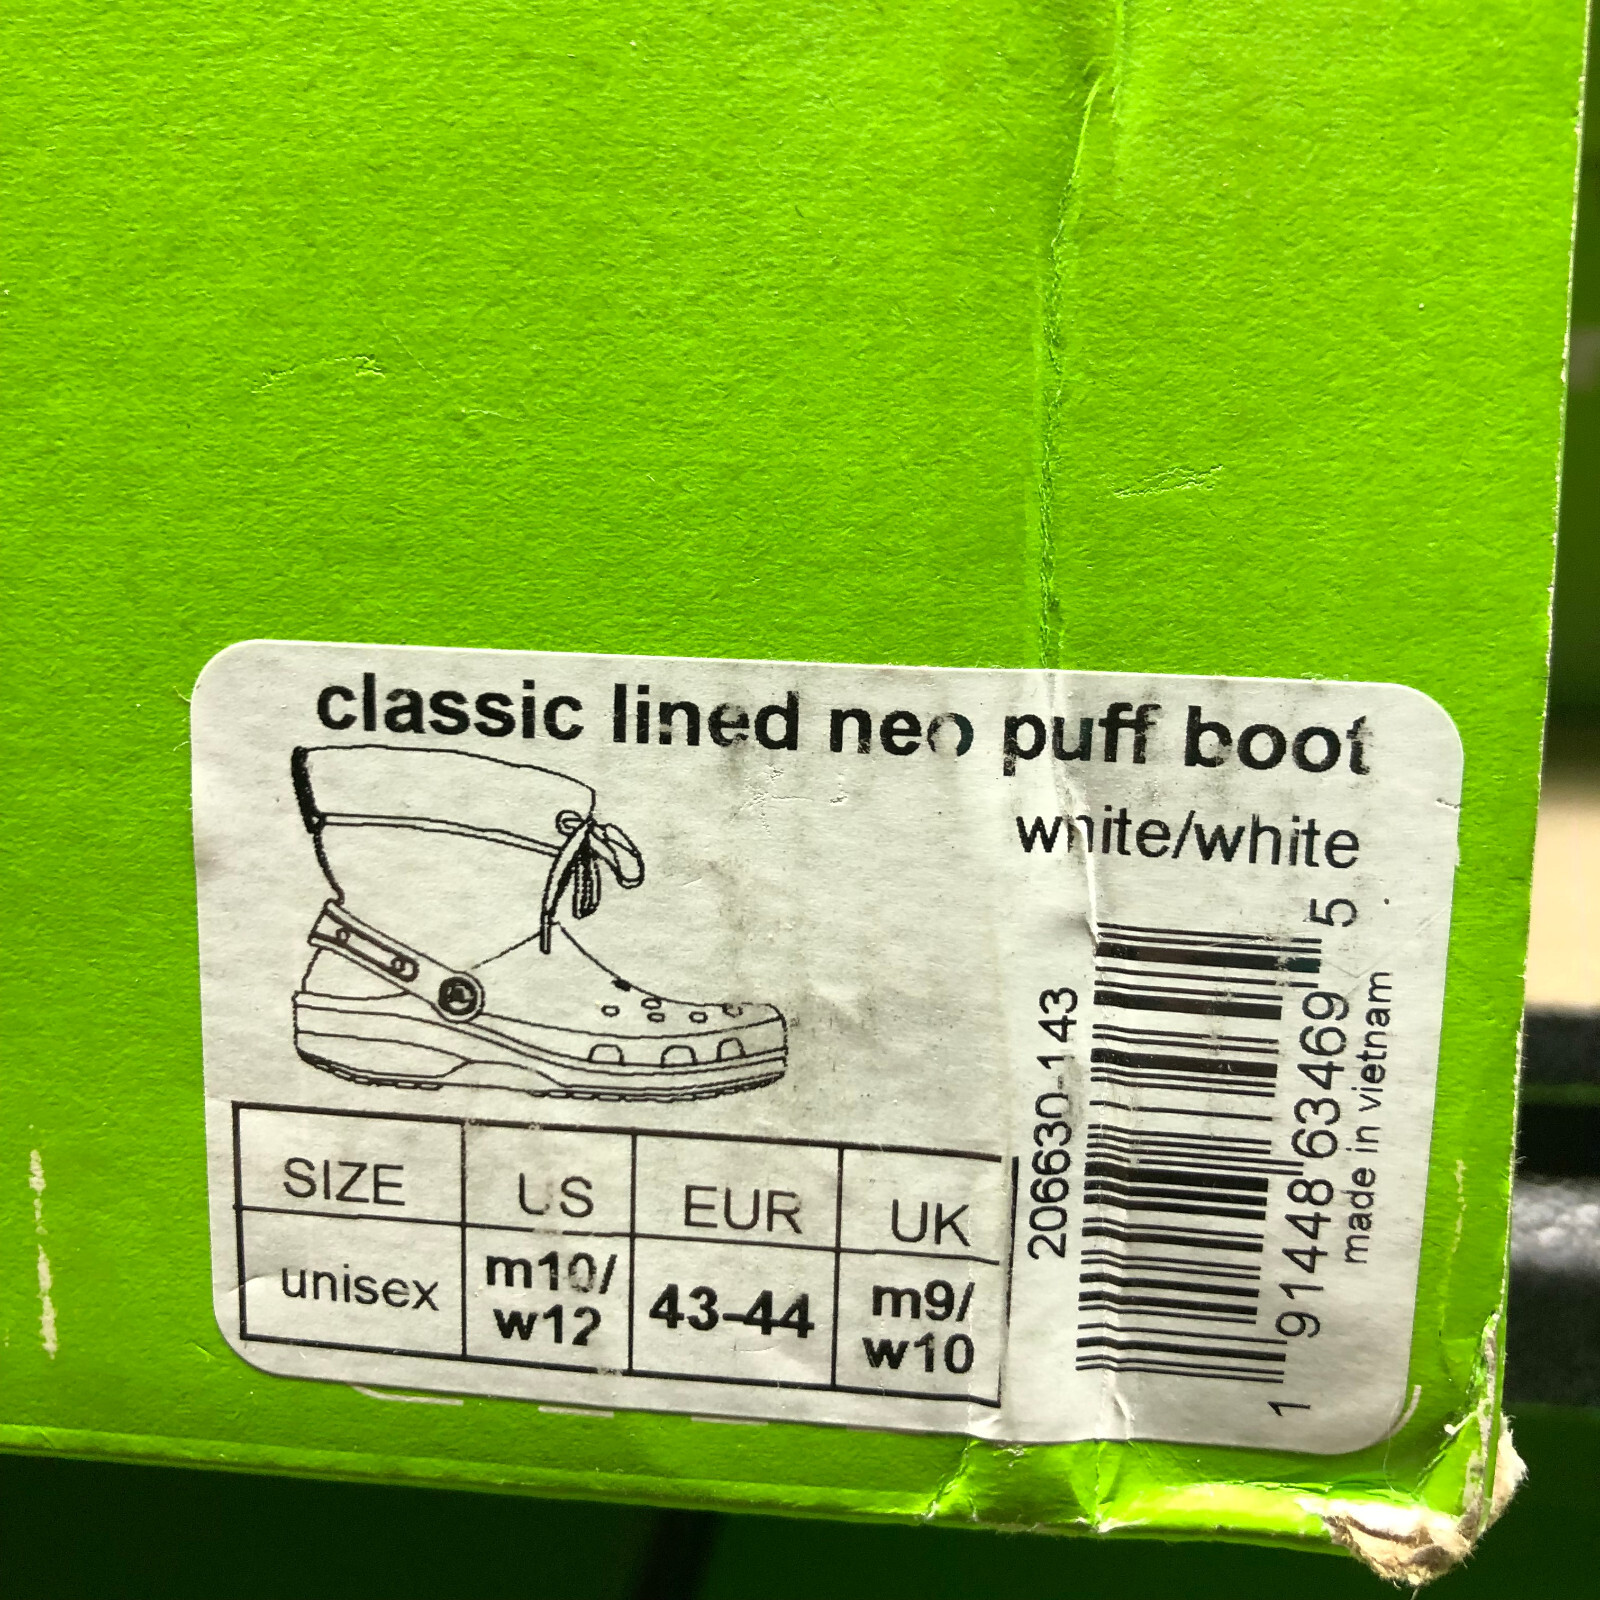 classic lined neo puff boot
white/white
206630-143
1 91448 63469 5
made in vietnam
SIZE US EUR UK
unisex m10/ w12 43-44 m9/ w10